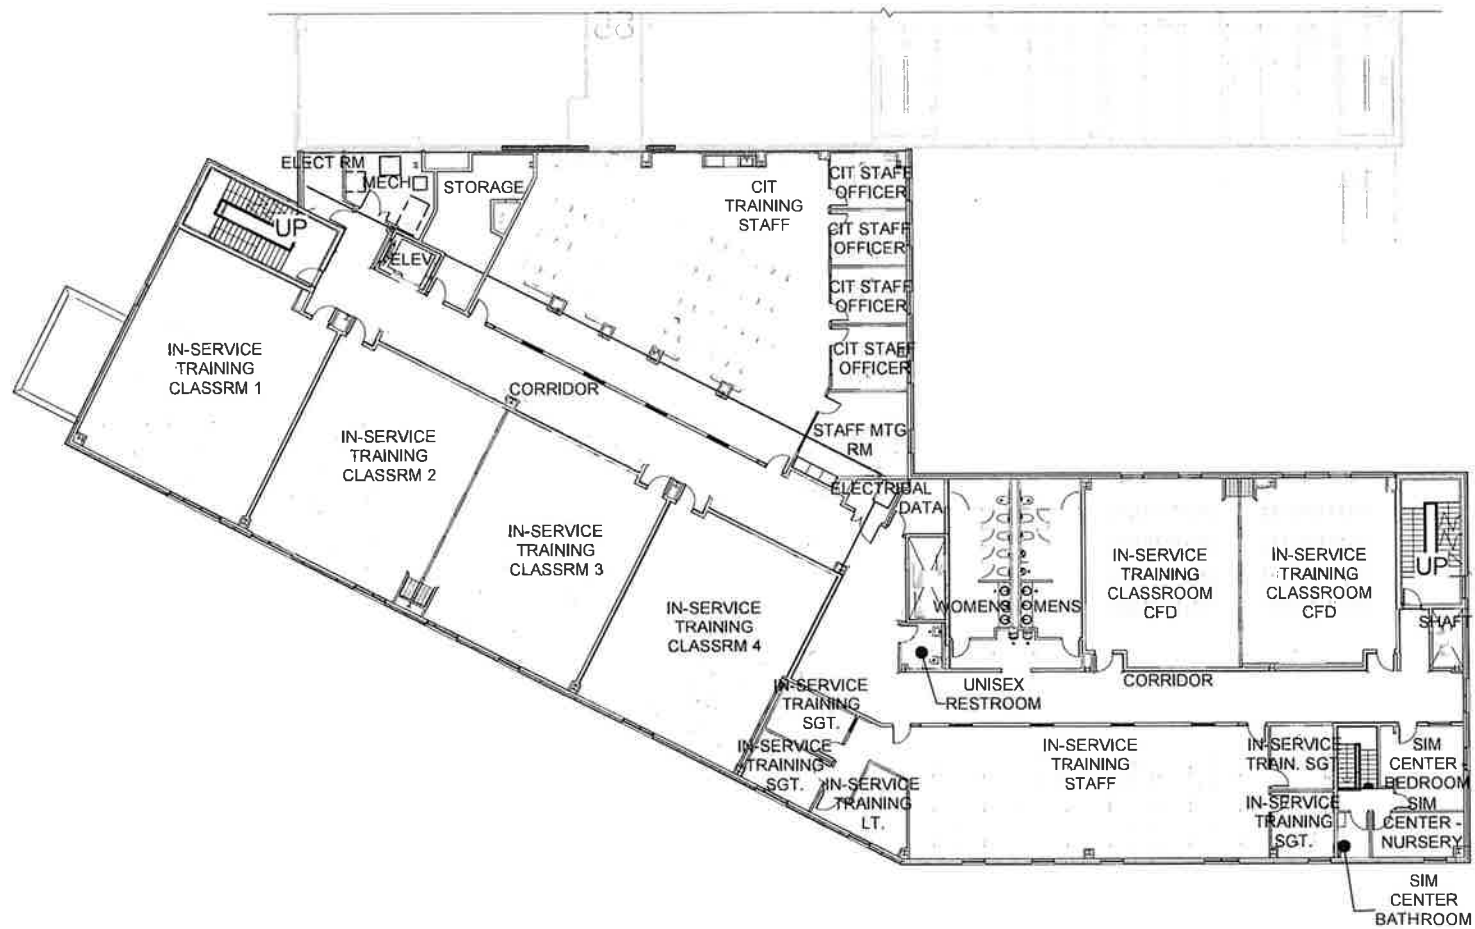 ELECT RM
MECH
STORAGE
UP
ELEV
CIT
TRAINING
STAFF
CIT STAFF
OFFICER
CIT STAFF
OFFICER
CIT STAFF
OFFICER
CIT STAFF
OFFICER
IN-SERVICE
TRAINING
CLASSRM 1
CORRIDOR
STAFF MTG
RM
IN-SERVICE
TRAINING
CLASSRM 2
ELECTRICAL
DATA
IN-SERVICE
TRAINING
CLASSRM 3
IN-SERVICE
TRAINING
CLASSROOM
CFD
IN-SERVICE
TRAINING
CLASSROOM
CFD
UP
IN-SERVICE
TRAINING
CLASSRM 4
WOMENS
MENS
SHAFT
UNISEX
RESTROOM
CORRIDOR
IN-SERVICE
TRAINING
SGT.
IN-SERVICE
TRAINING
SGT.
IN-SERVICE
TRAINING
LT.
IN-SERVICE
TRAINING
STAFF
IN-SERVICE
TRAIN. SGT
IN-SERVICE
TRAINING
SGT.
SIM
CENTER -
BEDROOM
SIM
CENTER -
NURSERY
SIM
CENTER
BATHROOM